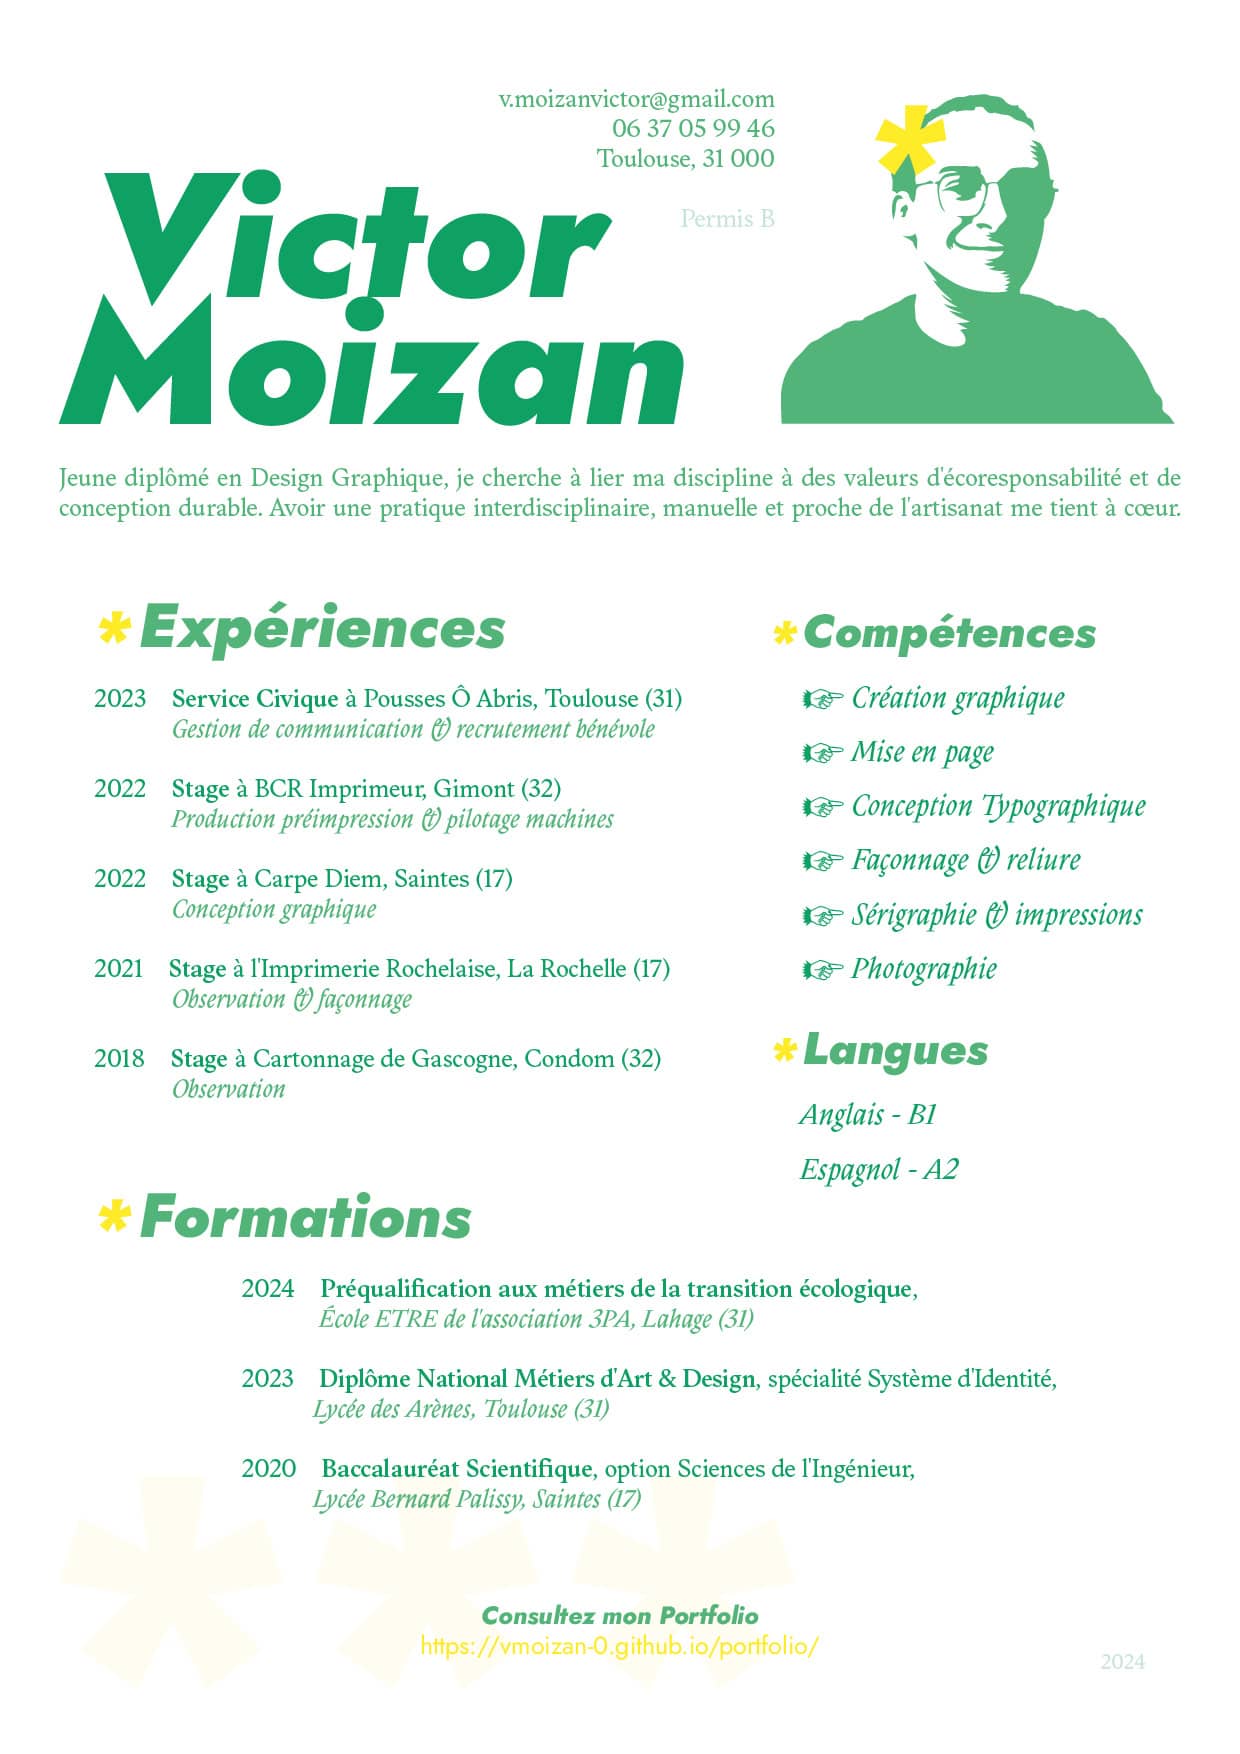 v.moizanvictor@gmail.com
06 37 05 99 46
Toulouse, 31 000
Permis B
Victor
Moizan
Jeune diplômé en Design Graphique, je cherche à lier ma discipline à des valeurs d'écoresponsabilité et de
conception durable. Avoir une pratique interdisciplinaire, manuelle et proche de l'artisanat me tient à cœur.
*Expériences
2023 Service Civique à Pousses Ô Abris, Toulouse (31)
Gestion de communication & recrutement bénévole
2022 Stage à BCR Imprimeur, Gimont (32)
Production préimpression & pilotage machines
2022 Stage à Carpe Diem, Saintes (17)
Conception graphique
2021 Stage à l'Imprimerie Rochelaise, La Rochelle (17)
Observation & façonnage
2018 Stage à Cartonnage de Gascogne, Condom (32)
Observation
*Compétences
☞ Création graphique
☞ Mise en page
☞ Conception Typographique
☞ Façonnage & reliure
☞ Sérigraphie & impressions
☞ Photographie
*Langues
Anglais - B1
Espagnol - A2
*Formations
2024 Préqualification aux métiers de la transition écologique,
École ETRE de l'association 3PA, Lahage (31)
2023 Diplôme National Métiers d'Art & Design, spécialité Système d'Identité,
Lycée des Arènes, Toulouse (31)
2020 Baccalauréat Scientifique, option Sciences de l'Ingénieur,
Lycée Bernard Palissy, Saintes (17)
Consultez mon Portfolio
https://vmoizan-0.github.io/portfolio/
2024